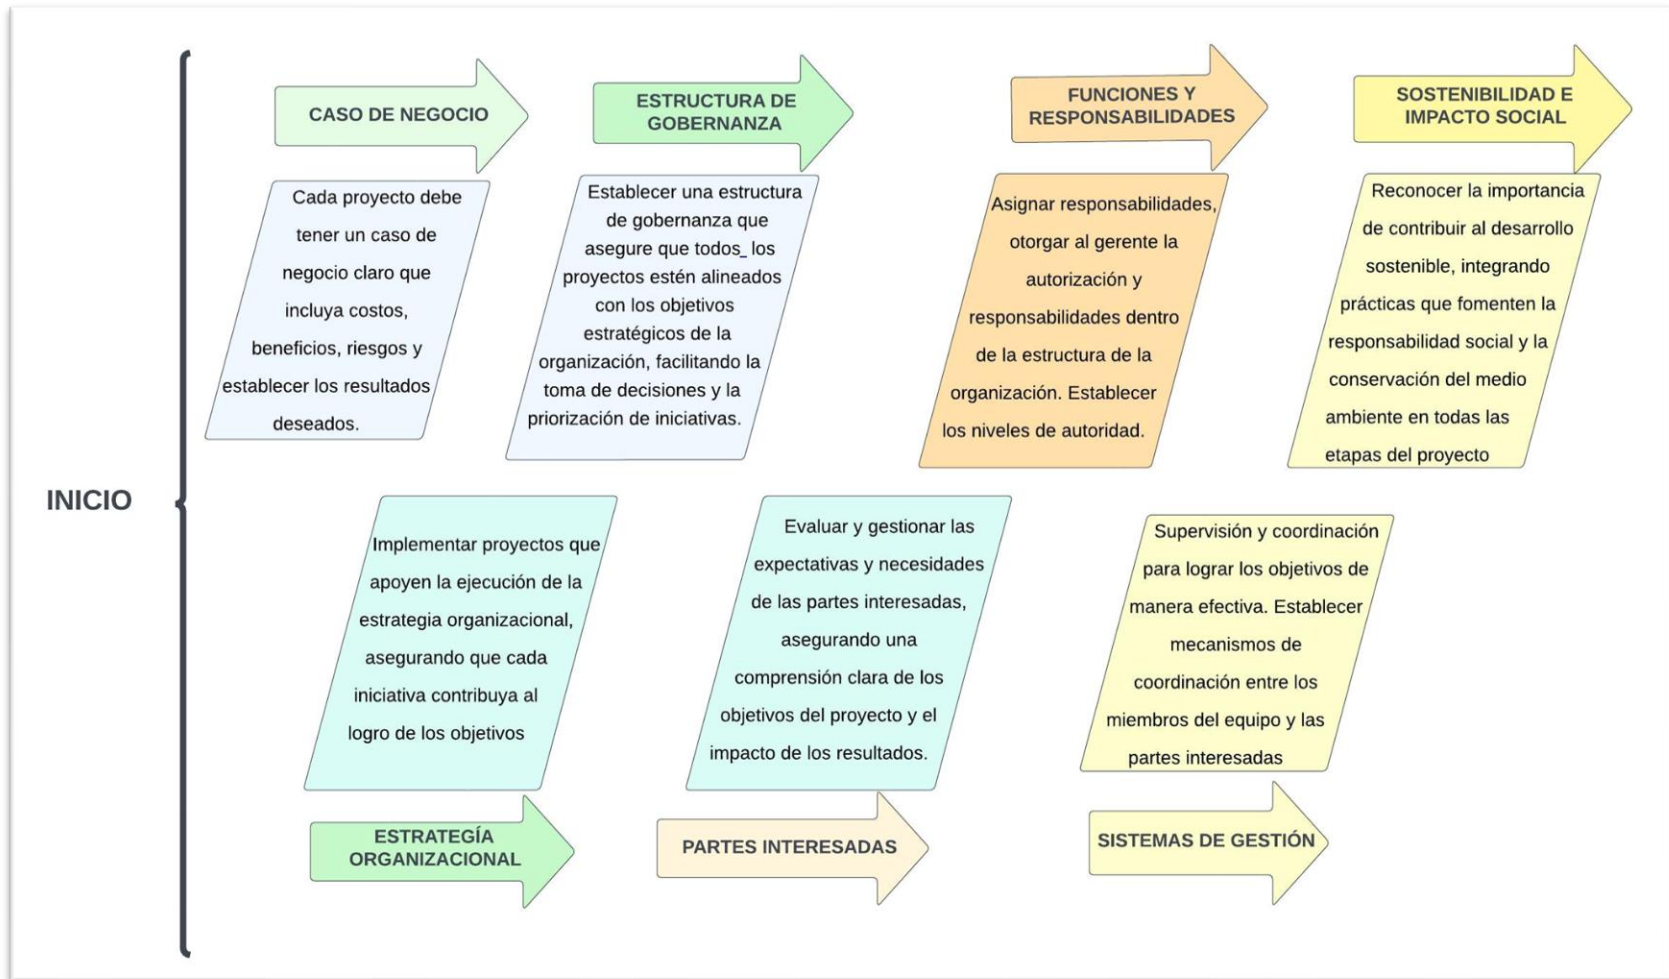 INICIO
CASO DE NEGOCIO
Cada proyecto debe
tener un caso de
negocio claro que
incluya costos,
beneficios, riesgos y
establecer los resultados
deseados.
ESTRUCTURA DE
GOBERNANZA
Establecer una estructura
de gobernanza que
asegure que todos_ los
proyectos estén alineados
con los objetivos
estratégicos de la
organización, facilitando la
toma de decisiones y la
priorización de iniciativas.
FUNCIONES Y
RESPONSABILIDADES
Asignar responsabilidades,
otorgar al gerente la
autorización y
responsabilidades dentro
de la estructura de la
organización. Establecer
los niveles de autoridad.
SOSTENIBILIDAD E
IMPACTO SOCIAL
Reconocer la importancia
de contribuir al desarrollo
sostenible, integrando
prácticas que fomenten la
responsabilidad social y la
conservación del medio
ambiente en todas las
etapas del proyecto
Implementar proyectos que
apoyen la ejecución de la
estrategia organizacional,
asegurando que cada
iniciativa contribuya al
logro de los objetivos
ESTRATEGÍA
ORGANIZACIONAL
Evaluar y gestionar las
expectativas y necesidades
de las partes interesadas,
asegurando una
comprensión clara de los
objetivos del proyecto y el
impacto de los resultados.
PARTES INTERESADAS
Supervisión y coordinación
para lograr los objetivos de
manera efectiva. Establecer
mecanismos de
coordinación entre los
miembros del equipo y las
partes interesadas
SISTEMAS DE GESTIÓN